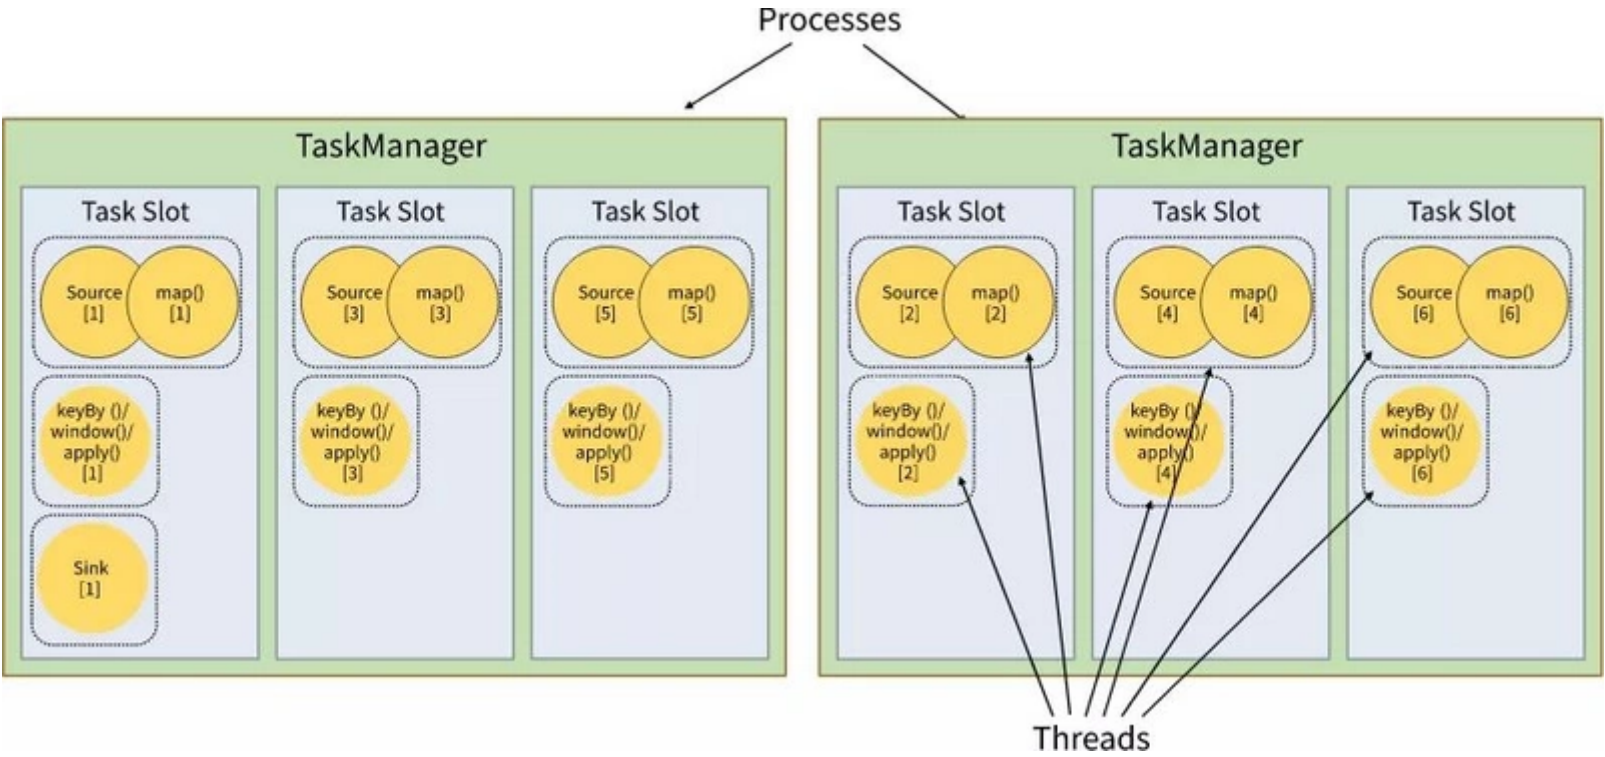 Processes
TaskManager
Task Slot
Source
[1]
map()
[1]
keyBy ()/
window()/
apply()
[1]
Sink
[1]
Task Slot
Source
[3]
map()
[3]
keyBy ()/
window()/
apply()
[3]
Task Slot
Source
[5]
map()
[5]
keyBy ()/
window()/
apply()
[5]
TaskManager
Task Slot
Source
[2]
map()
[2]
keyBy ()/
window()/
apply()
[2]
Task Slot
Source
[4]
map()
[4]
keyBy ()/
window()/
apply()
[4]
Task Slot
Source
[6]
map()
[6]
keyBy ()/
window()/
apply()
[6]
Threads